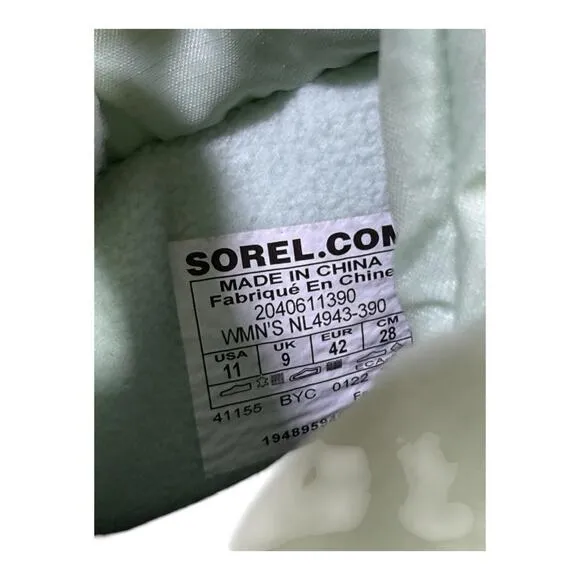 SOREL.COM
MADE IN CHINA
Fabriqué En Chine
2040611390
WMN'S NL4943-390
USA UK EUR CM
11 9 42 28
41155 BYC 0122